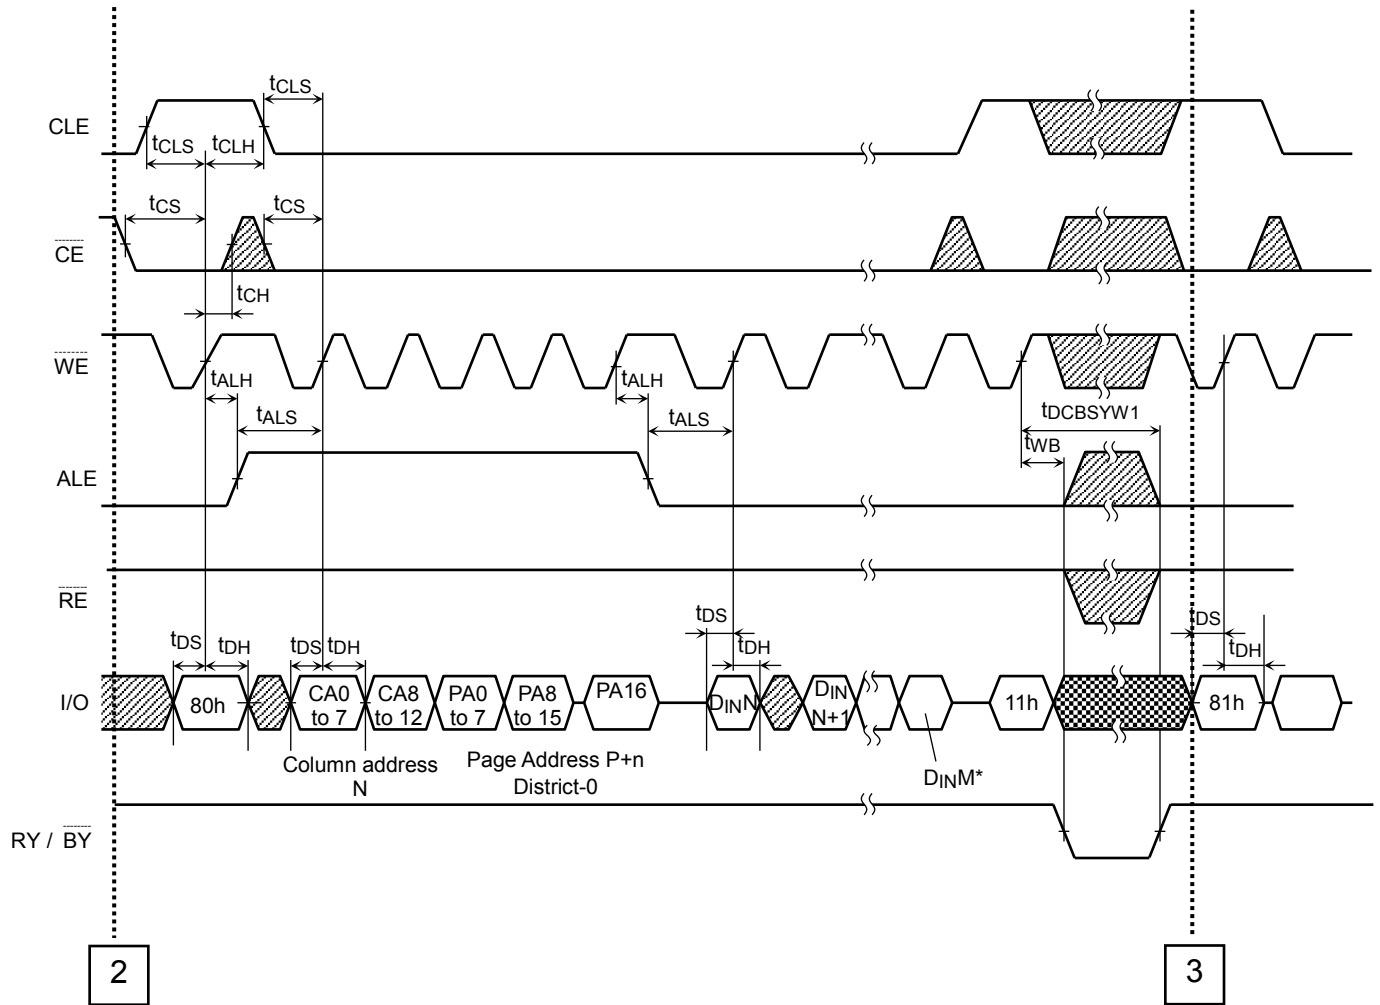 tCLS
CLE
tCLS tCLH
tCS tCS
CE
tCH
WE
tALH tALH
tDCBSYW1
tALS tALS
tWB
ALE
RE
tDS tDH tDS tDH tDS tDH tDS tDH
I/O
80h
CA0 to 7
CA8 to 12
PA0 to 7
PA8 to 15
PA16
DINN
DIN N+1
11h
81h
Column address N
Page Address P+n District-0
DINM*
RY / BY
2 3